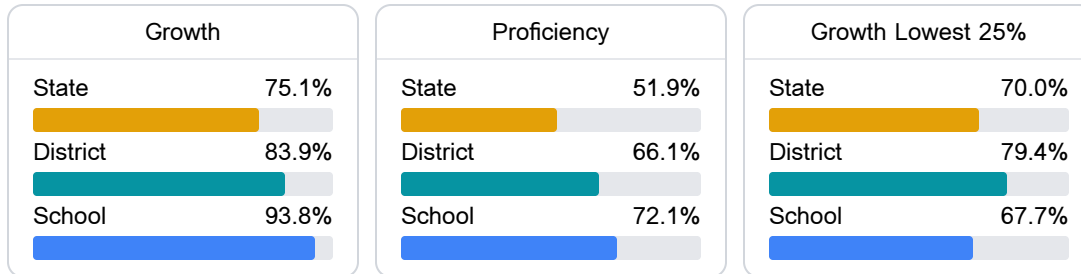 Growth
State 75.1%
District 83.9%
School 93.8%
Proficiency
State 51.9%
District 66.1%
School 72.1%
Growth Lowest 25%
State 70.0%
District 79.4%
School 67.7%